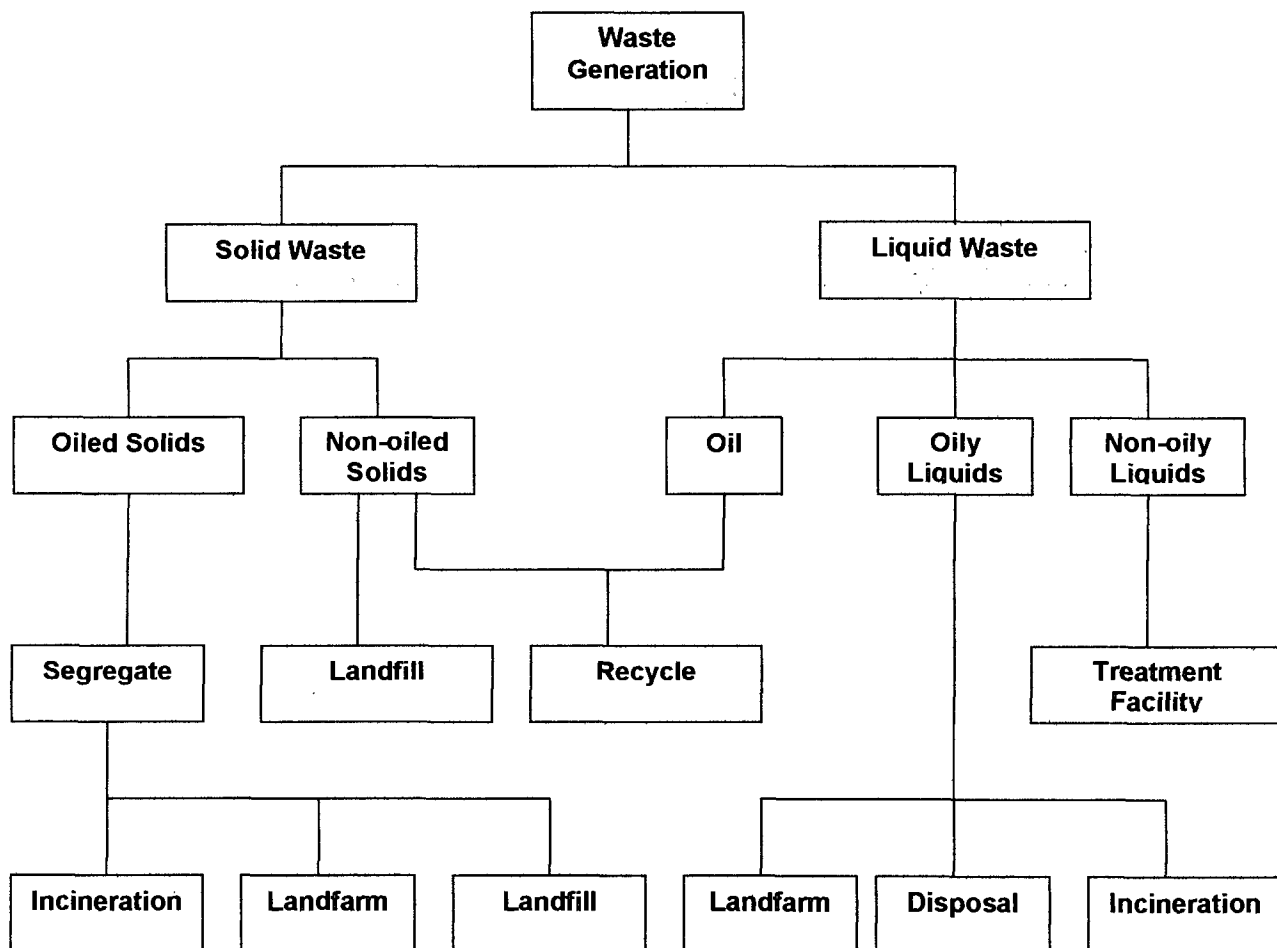 Waste
Generation
Solid Waste
Liquid Waste
Oiled Solids
Non-oiled
Solids
Oil
Oily
Liquids
Non-oily
Liquids
Segregate
Landfill
Recycle
Treatment
Facility
Incineration
Landfarm
Landfill
Landfarm
Disposal
Incineration